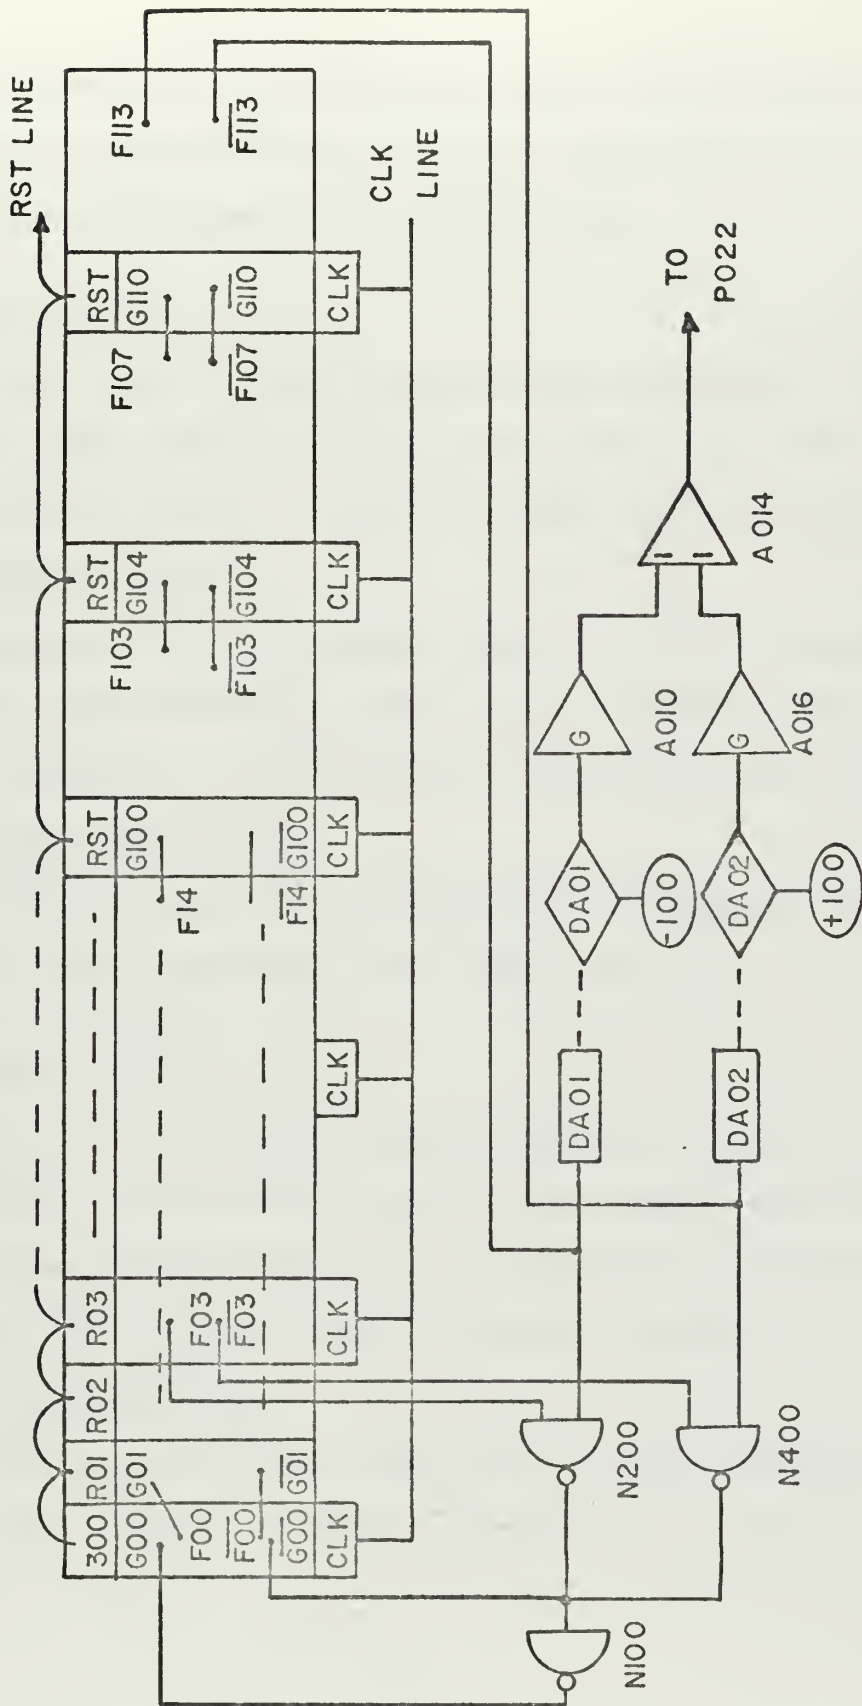 RST LINE
300 R01 R02 R03 RST RST RST
G00 G01 G100 G104 G110
F00 F03 F14 F103 F107 F113
F00 F03 F14 F103 F107 F113
G00 G01 G100 G104 G110
CLK CLK CLK CLK CLK CLK
CLK
LINE
N100
N200
N400
DA01 DA01
-100
G
A010
DA02 DA02
+100
G
A016
A014
TO
P022